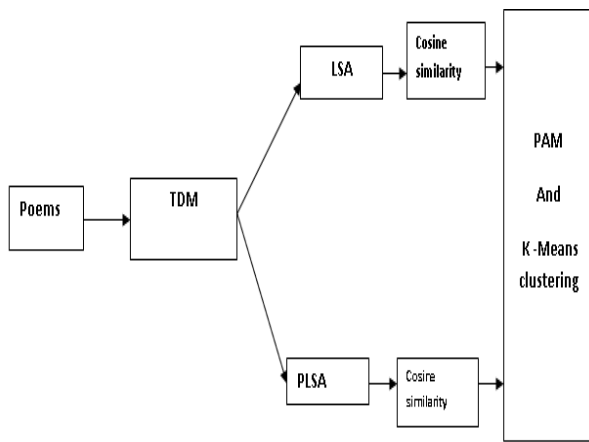 Poems
TDM
LSA
Cosine
similarity
PLSA
Cosire
similarity
PAM
And
K -Means
clustering